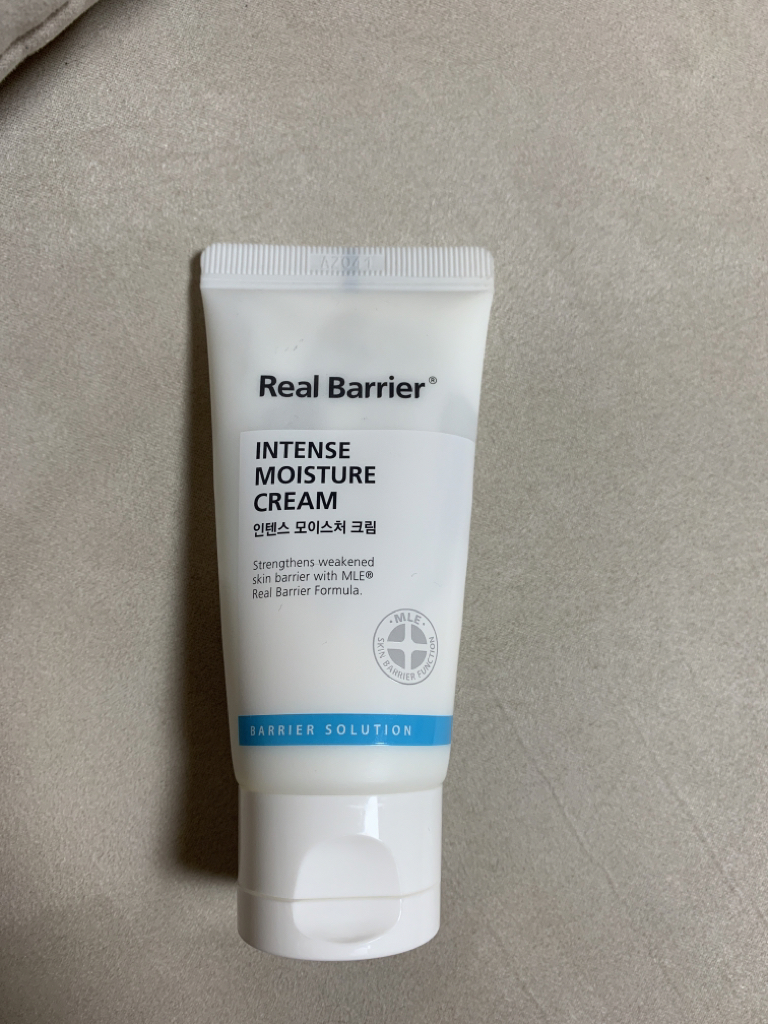 Real Barrier®
INTENSE
MOISTURE
CREAM
인텐스 모이스처 크림
Strengthens weakened
skin barrier with MLE®
Real Barrier Formula.
·MLE·
SKIN BARRIER FUNCTION
BARRIER SOLUTION